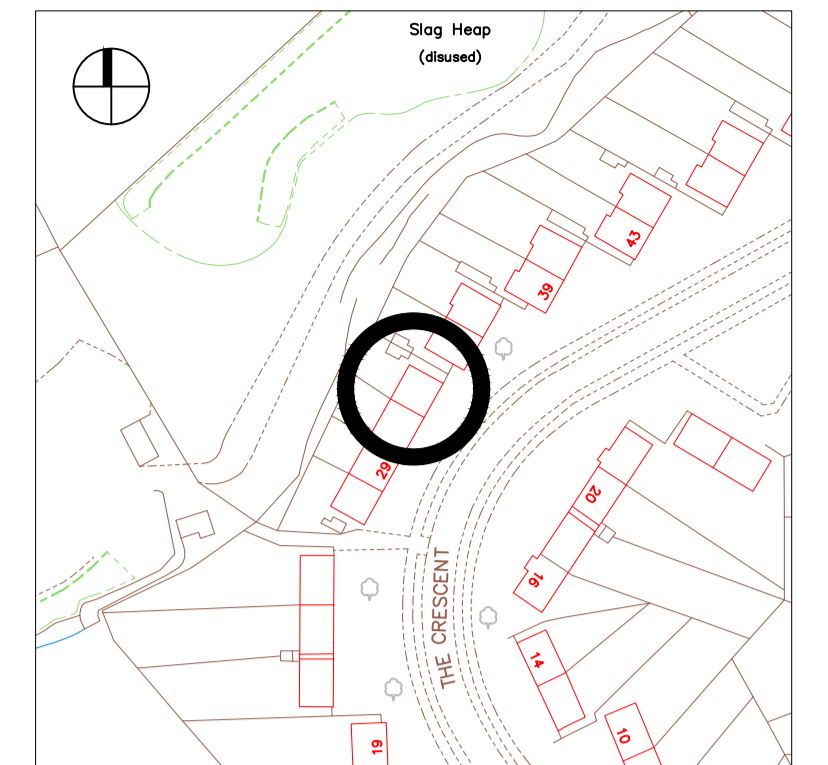 Slag Heap
(disused)
43
39
29
20
16
THE CRESCENT
14
10
19